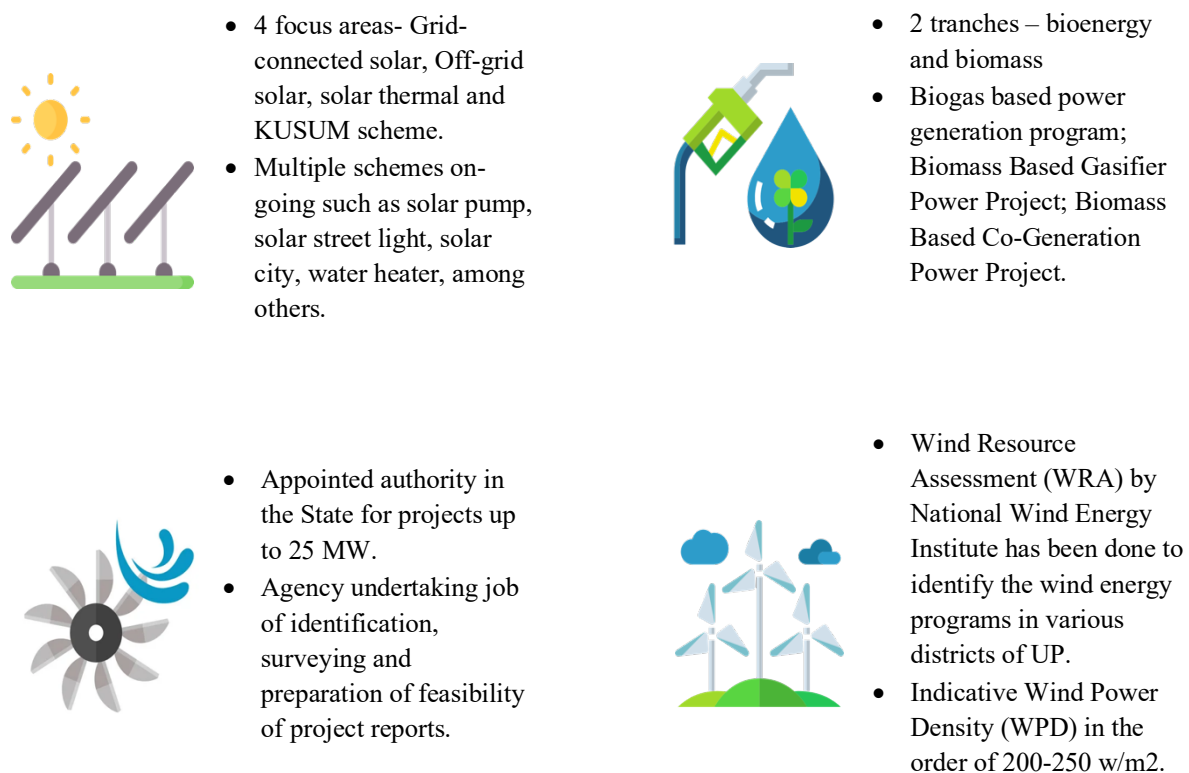 • 4 focus areas- Grid-
connected solar, Off-grid
solar, solar thermal and
KUSUM scheme.
• Multiple schemes on-
going such as solar pump,
solar street light, solar
city, water heater, among
others.
• 2 tranches – bioenergy
and biomass
• Biogas based power
generation program;
Biomass Based Gasifier
Power Project; Biomass
Based Co-Generation
Power Project.
• Appointed authority in
the State for projects up
to 25 MW.
• Agency undertaking job
of identification,
surveying and
preparation of feasibility
of project reports.
• Wind Resource
Assessment (WRA) by
National Wind Energy
Institute has been done to
identify the wind energy
programs in various
districts of UP.
• Indicative Wind Power
Density (WPD) in the
order of 200-250 w/m2.